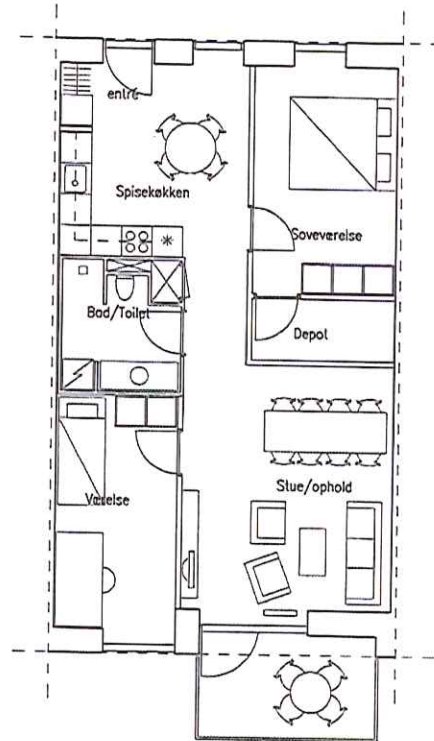 entré
Spisekøkken
Soveværelse
Bad/Toilet
Depot
Stue/ophold
Værelse